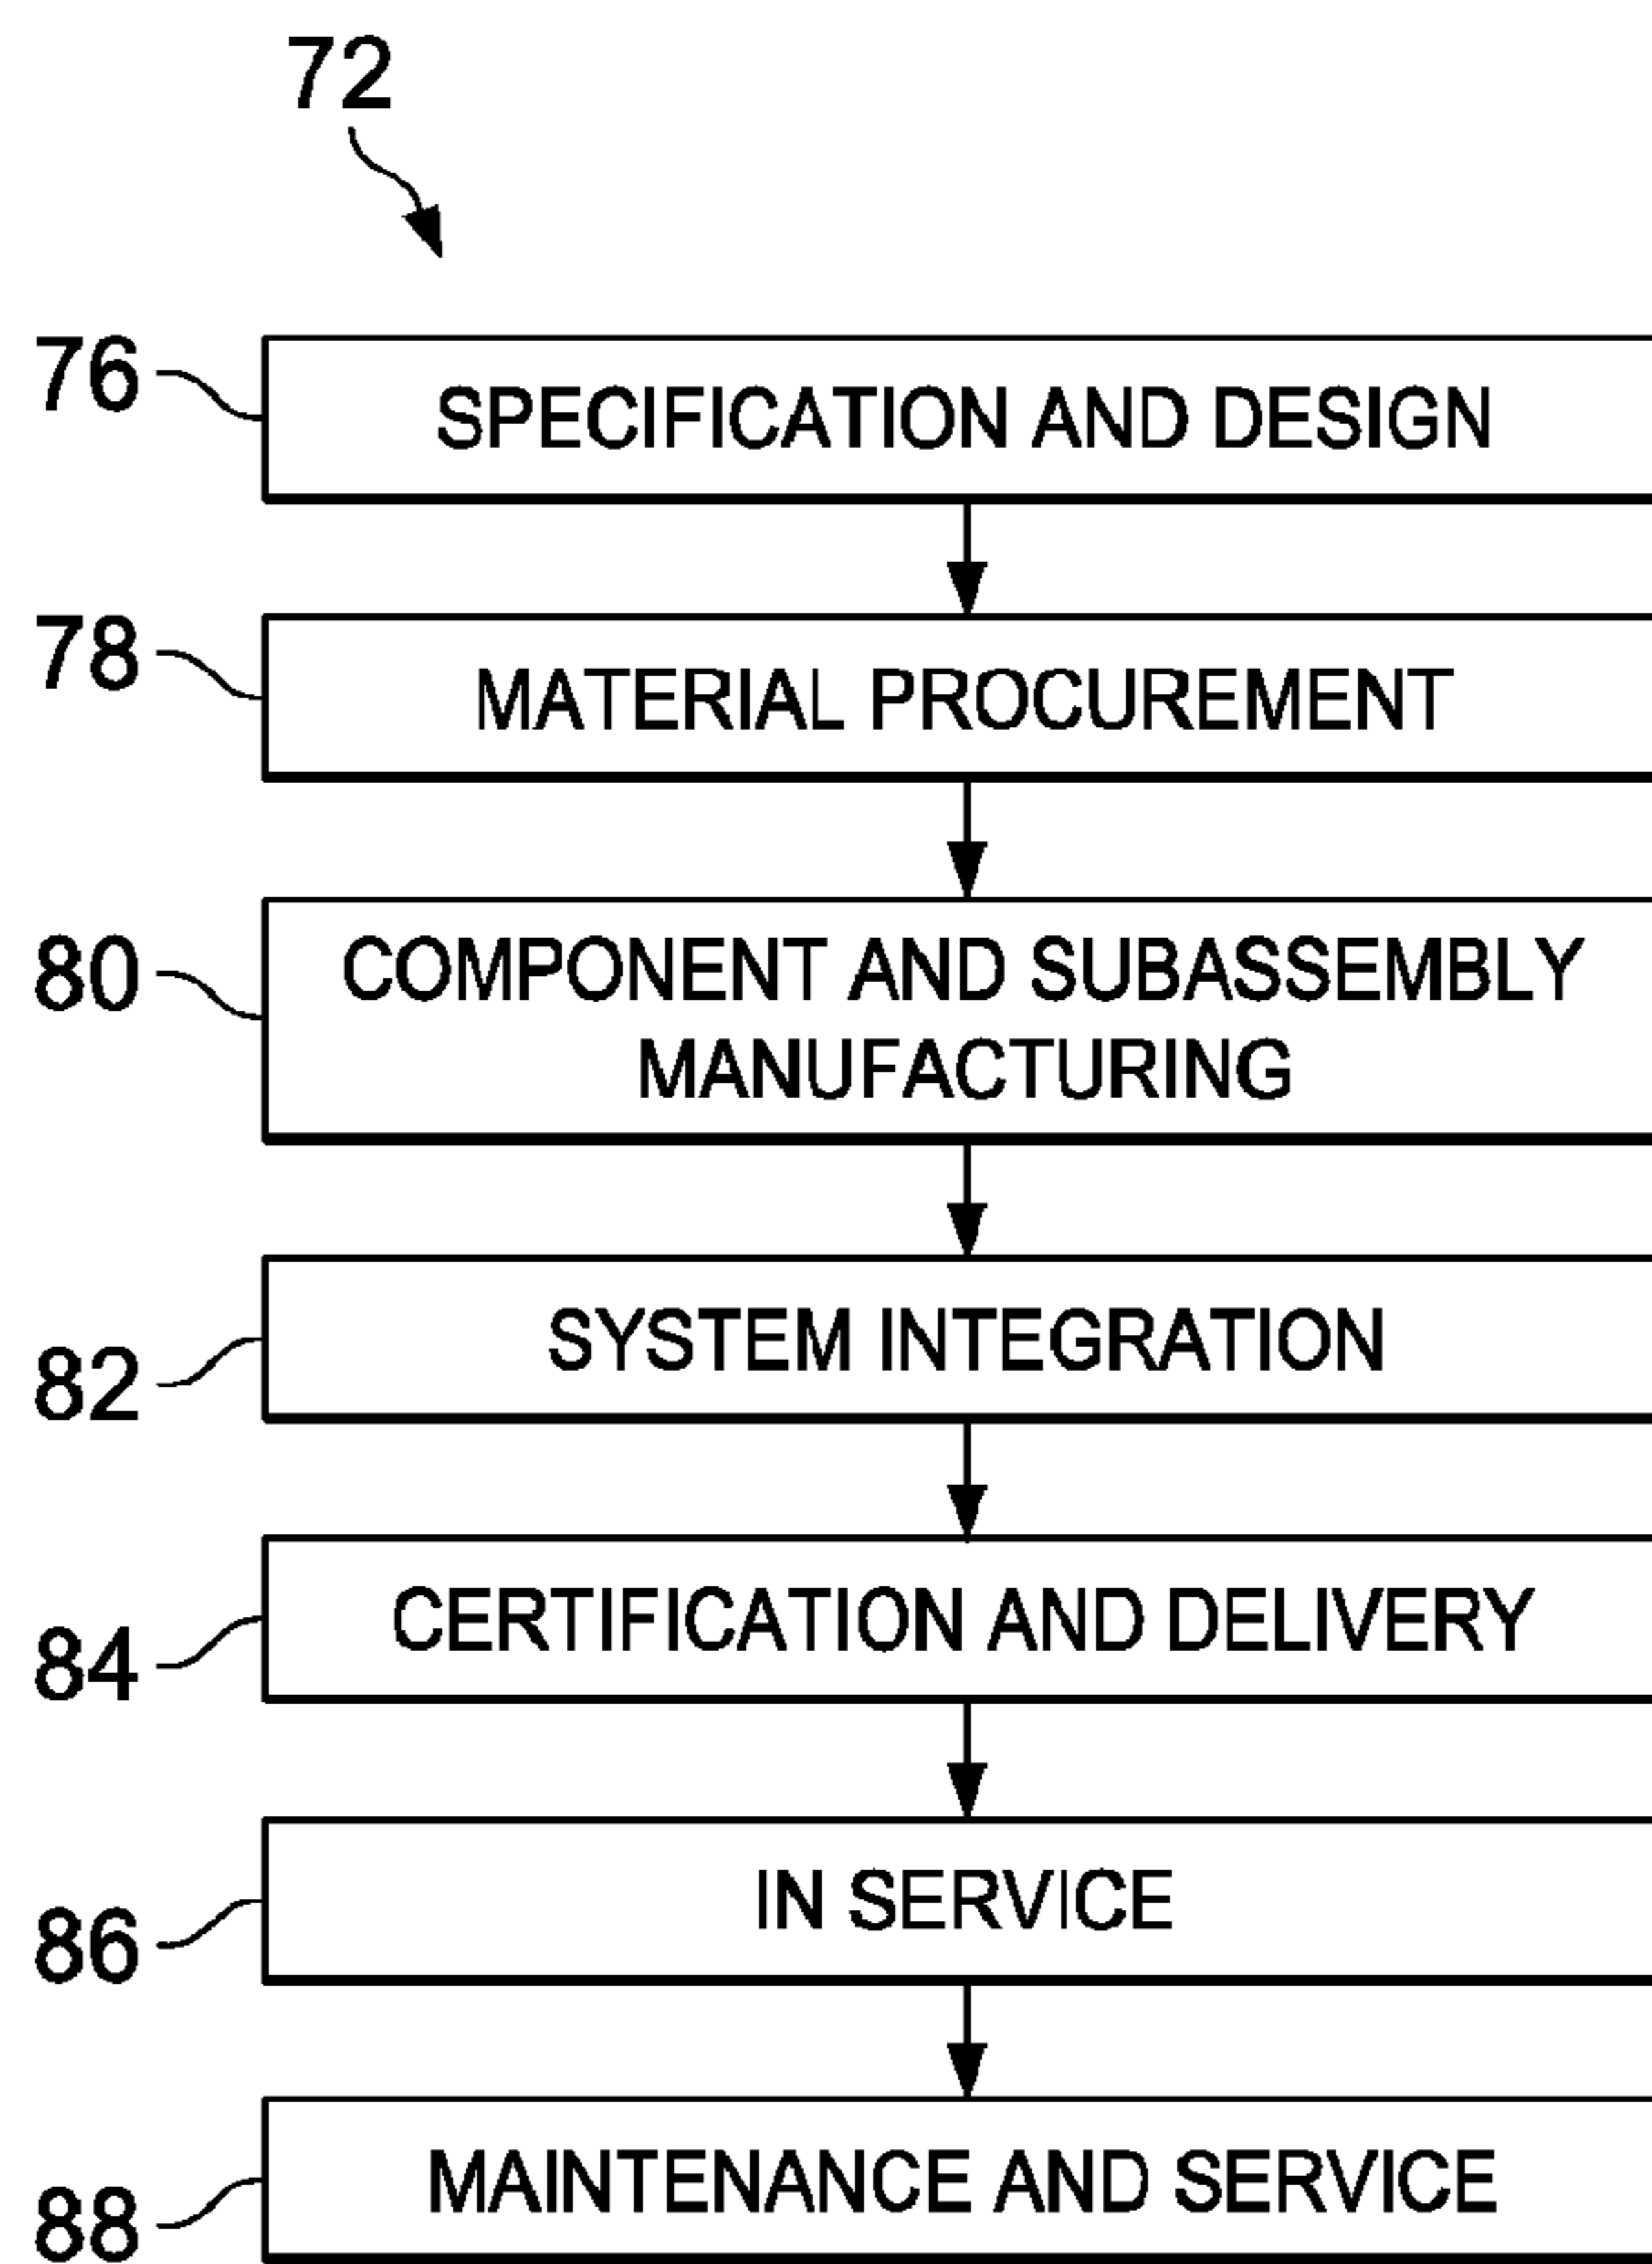 72
76
SPECIFICATION AND DESIGN
78
MATERIAL PROCUREMENT
80
COMPONENT AND SUBASSEMBLY
MANUFACTURING
82
SYSTEM INTEGRATION
84
CERTIFICATION AND DELIVERY
86
IN SERVICE
88
MAINTENANCE AND SERVICE